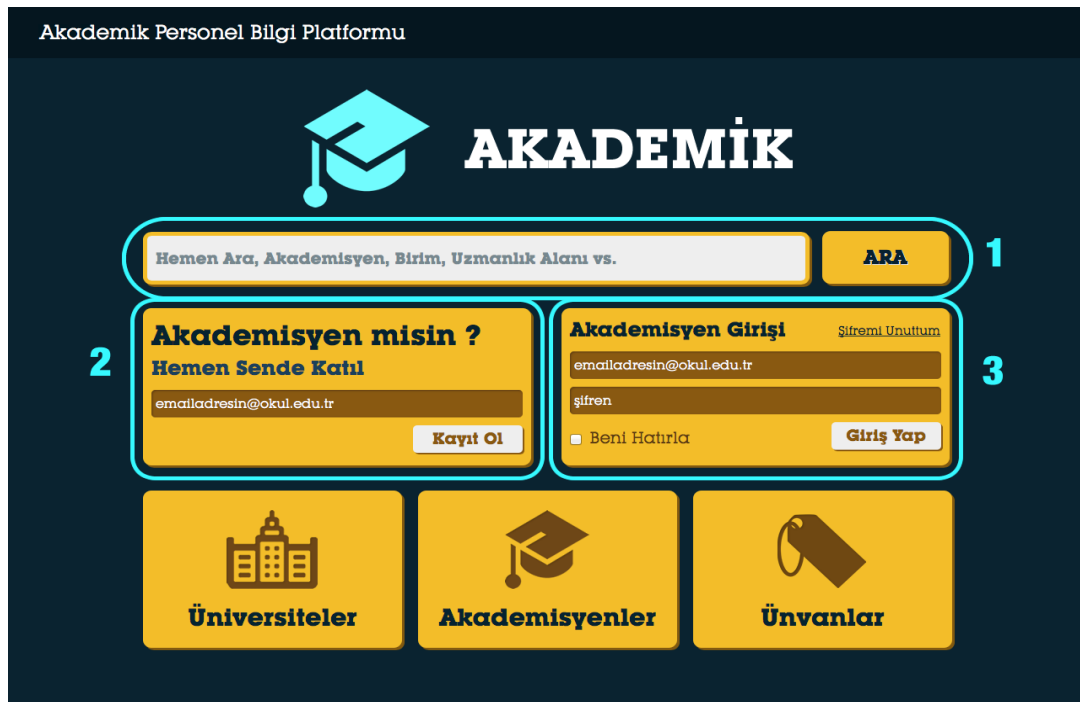 Akademik Personel Bilgi Platformu
AKADEMİK
Hemen Ara, Akademisyen, Birim, Uzmanlık Alanı vs.
ARA
1
2
Akademisyen misin ?
Hemen Sende Katıl
emailadresin@okul.edu.tr
Kayıt Ol
Akademisyen Girişi
Şifremi Unuttum
emailadresin@okul.edu.tr
şifren
Beni Hatırla
Giriş Yap
3
Üniversiteler
Akademisyenler
Ünvanlar